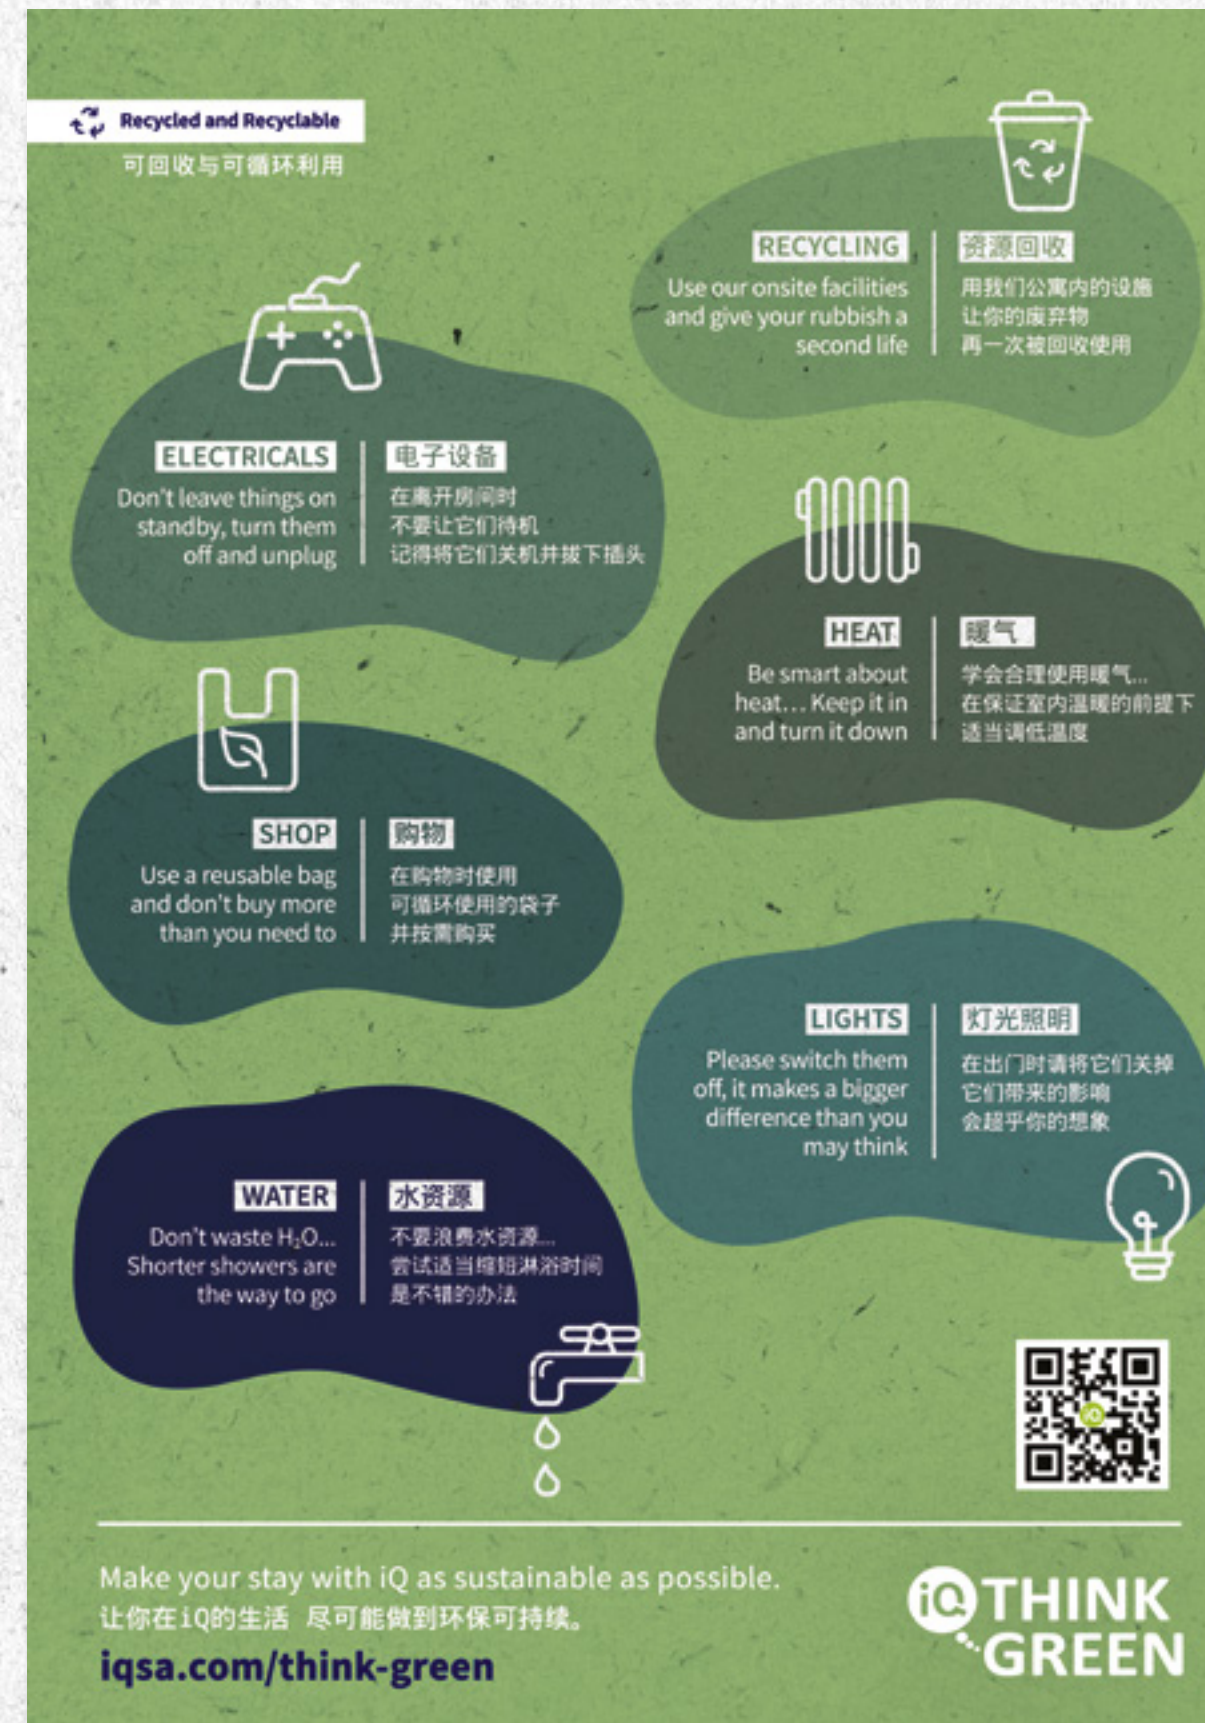 Recycled and Recyclable
可回收与可循环利用
RECYCLING
Use our onsite facilities
and give your rubbish a
second life
资源回收
用我们公寓内的设施
让你的废弃物
再一次被回收使用
ELECTRICALS
Don't leave things on
standby, turn them
off and unplug
电子设备
在离开房间时
不要让它们待机
记得将它们关机并拔下插头
HEAT
Be smart about
heat... Keep it in
and turn it down
暖气
学会合理使用暖气...
在保证室内温暖的前提下
适当调低温度
SHOP
Use a reusable bag
and don't buy more
than you need to
购物
在购物时使用
可循环使用的袋子
并按需购买
LIGHTS
Please switch them
off, it makes a bigger
difference than you
may think
灯光照明
在出门时请将它们关掉
它们带来的影响
会超乎你的想象
WATER
Don't waste H₂O...
Shorter showers are
the way to go
水资源
不要浪费水资源...
尝试适当缩短淋浴时间
是不错的办法
iQ
Make your stay with iQ as sustainable as possible.
让你在iQ的生活 尽可能做到环保可持续。
iqsa.com/think-green
iQ THINK
GREEN